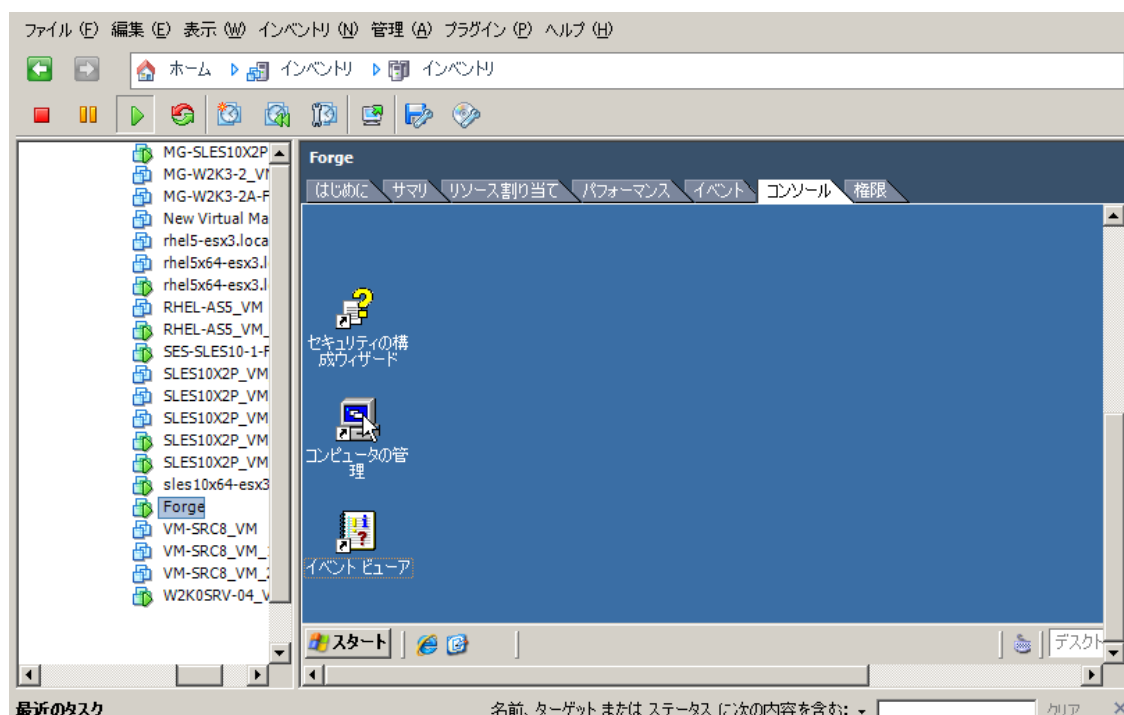 ファイル (F) 編集 (E) 表示 (W) インベントリ (N) 管理 (A) プラグイン (P) ヘルプ (H)
ホーム インベントリ インベントリ
MG-SLES10X2P
MG-W2K3-2_VM
MG-W2K3-2A-F
New Virtual Ma
rhel5-esx3.loca
rhel5x64-esx3.l
rhel5x64-esx3.l
RHEL-AS5_VM
RHEL-AS5_VM_
SES-SLES10-1-F
SLES10X2P_VM
SLES10X2P_VM
SLES10X2P_VM
SLES10X2P_VM
SLES10X2P_VM
sles10x64-esx3
Forge
VM-SRC8_VM
VM-SRC8_VM_
VM-SRC8_VM_2
W2K0SRV-04_V
Forge
はじめに サマリ リソース割り当て パフォーマンス イベント コンソール 権限
セキュリティの構
成ウィザード
コンピュータの管
理
イベント ビューア
スタート
デスクト
最近のタスク
名前、ターゲット または ステータス に次の内容を含む: クリア